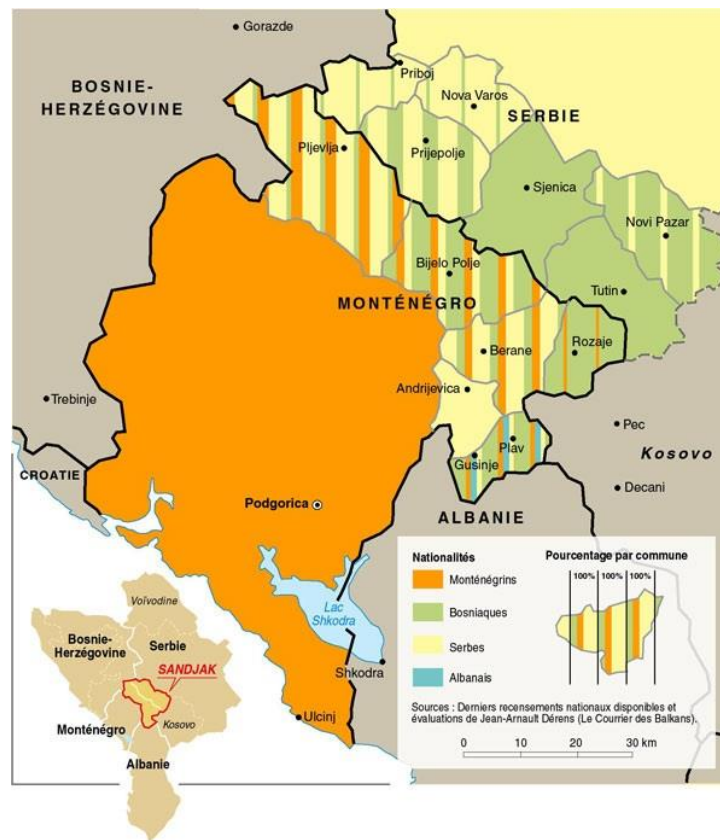 Gorazde
BOSNIE-
HERZÉGOVINE
Priboj
Nova Varos
SERBIE
Pljevlja
Prijepolje
Sjenica
Novi Pazar
Bijelo Polje
Tutin
MONTÉNÉGRO
Berane
Rozaje
Andrijevica
Trebinje
Plav
Pec
Gusinje
Kosovo
CROATIE
Decani
Podgorica
ALBANIE
Lac
Shkodra
Shkodra
Ulcinj
Nationalités
Monténégrins
Bosniaques
Serbes
Albanais
Pourcentage par commune
100% 100% 100%
Sources : Derniers recensements nationaux disponibles et
évaluations de Jean-Arnault Dérens (Le Courrier des Balkans).
0 10 20 30 km
Voïvodine
Bosnie-
Herzégovine
Serbie
SANDJAK
Monténégro
Kosovo
Albanie